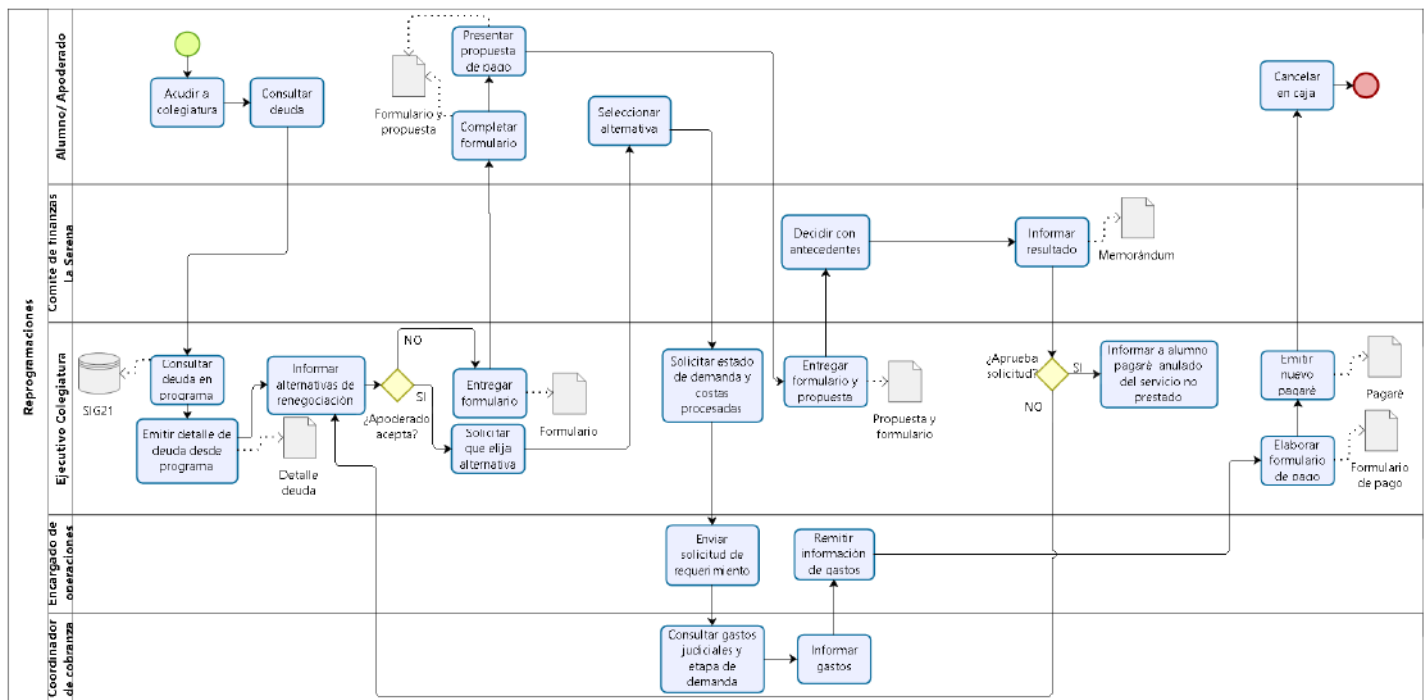 Reprogramaciones
Alumno/ Apoderado
Acudir a
colegiatura
Consultar
deuda
Formulario y
propuesta
Presentar
propuesta
de pago
Completar
formulario
Seleccionar
alternativa
Cancelar
en caja
Comite de finanzas
La Serena
Decidir con
antecedentes
Informar
resultado
Memorándum
Ejecutivo Colegiatura
SIG21
Consultar
deuda en
programa
Emitir detalle de
deuda desde
programa
Detalle
deuda
Informar
alternativas de
renegociación
¿Apoderado
acepta?
NO
SI
Entregar
formulario
Formulario
Solicitar
que elija
alternativa
Solicitar estado
de demanda y
costas
procesadas
Entregar
formulario y
propuesta
Propuesta y
formulario
¿Aprueba
solicitud?
SI
NO
Informar a alumno
pagaré anulado
del servicio no
prestado
Emitir
nuevo
pagaré
Pagaré
Elaborar
formulario
de pago
Formulario
de pago
Encargado de
operaciones
Enviar
solicitud de
requerimiento
Remitir
información
de gastos
Coordinador
de cobranza
Consultar gastos
judiciales y
etapa de
demanda
Informar
gastos